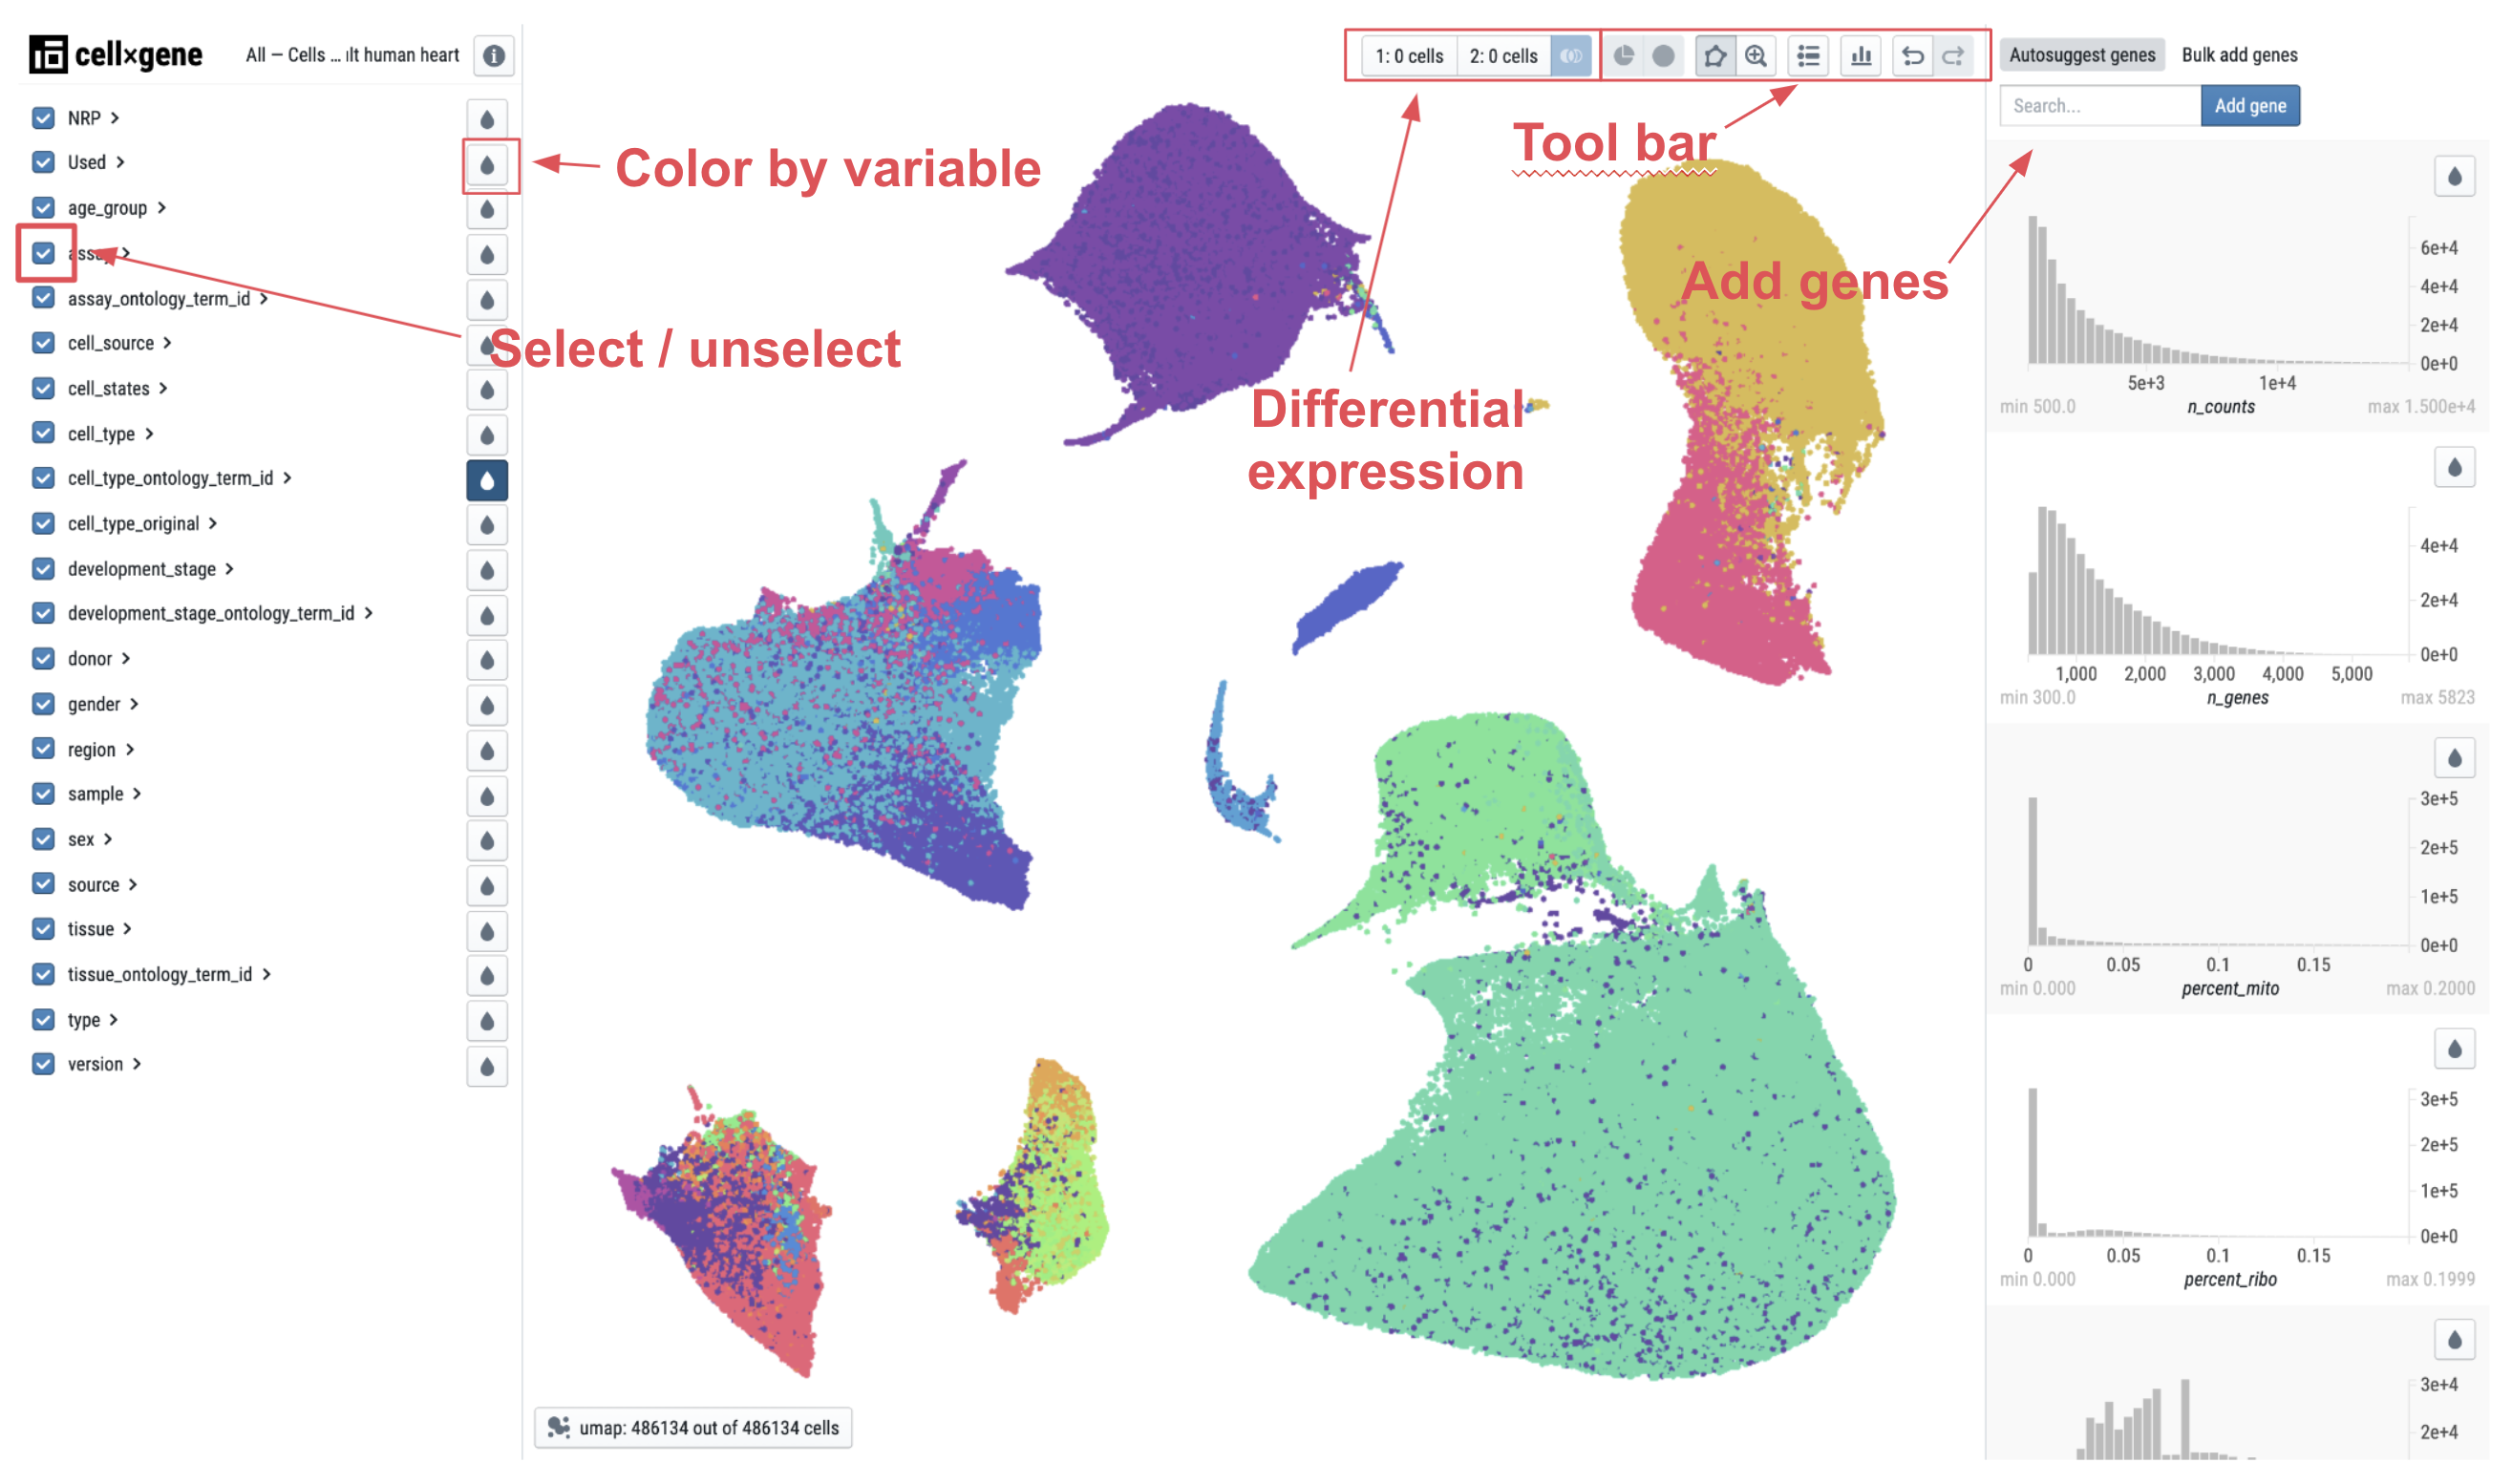 cell×gene
All – Cells ... ılt human heart
1: 0 cells
2: 0 cells
Autosuggest genes
Bulk add genes
Search...
Add gene
NRP
Used
age_group
assay
assay_ontology_term_id
cell_source
cell_states
cell_type
cell_type_ontology_term_id
cell_type_original
development_stage
development_stage_ontology_term_id
donor
gender
region
sample
sex
source
tissue
tissue_ontology_term_id
type
version
Color by variable
Select / unselect
Tool bar
Add genes
Differential
expression
umap: 486134 out of 486134 cells
6e+4
4e+4
2e+4
0e+0
5e+3
1e+4
min 500.0
n_counts
max 1.500e+4
4e+4
2e+4
0e+0
1,000
2,000
3,000
4,000
5,000
min 300.0
n_genes
max 5823
3e+5
2e+5
1e+5
0e+0
0
0.05
0.1
0.15
min 0.000
percent_mito
max 0.2000
3e+5
2e+5
1e+5
0e+0
0
0.05
0.1
0.15
min 0.000
percent_ribo
max 0.1999
3e+4
2e+4